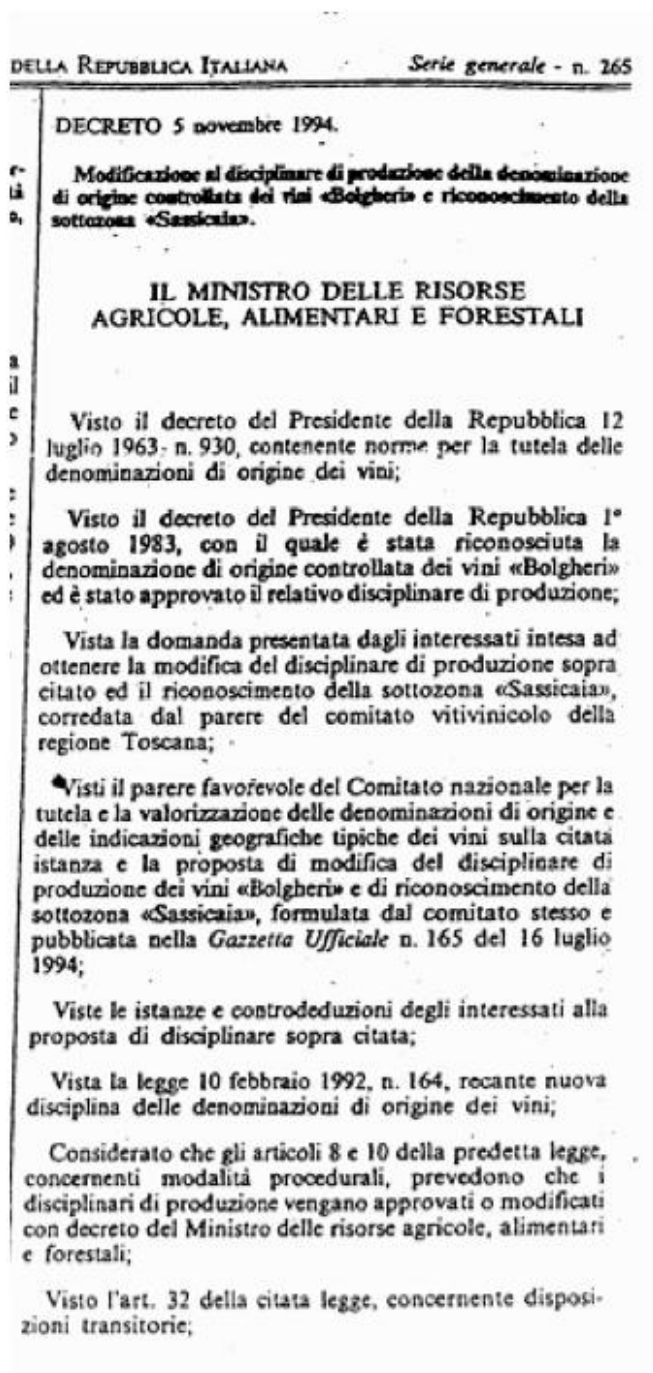 DELLA REPUBBLICA ITALIANA Serie generale - n. 265
DECRETO 5 novembre 1994.
Modificazione al disciplinare di produzione della denominazione
di origine controllata dei vini «Bolgheri» e riconoscimento della
sottozona «Sassicaia».
IL MINISTRO DELLE RISORSE
AGRICOLE, ALIMENTARI E FORESTALI
Visto il decreto del Presidente della Repubblica 12
luglio 1963, n. 930, contenente norme per la tutela delle
denominazioni di origine dei vini;
Visto il decreto del Presidente della Repubblica 1°
agosto 1983, con il quale è stata riconosciuta la
denominazione di origine controllata dei vini «Bolgheri»
ed è stato approvato il relativo disciplinare di produzione;
Vista la domanda presentata dagli interessati intesa ad
ottenere la modifica del disciplinare di produzione sopra
citato ed il riconoscimento della sottozona «Sassicaia»,
corredata dal parere del comitato vitivinicolo della
regione Toscana;
Visti il parere favorevole del Comitato nazionale per la
tutela e la valorizzazione delle denominazioni di origine e
delle indicazioni geografiche tipiche dei vini sulla citata
istanza e la proposta di modifica del disciplinare di
produzione dei vini «Bolgheri» e di riconoscimento della
sottozona «Sassicaia», formulata dal comitato stesso e
pubblicata nella Gazzetta Ufficiale n. 165 del 16 luglio
1994;
Viste le istanze e controdeduzioni degli interessati alla
proposta di disciplinare sopra citata;
Vista la legge 10 febbraio 1992, n. 164, recante nuova
disciplina delle denominazioni di origine dei vini;
Considerato che gli articoli 8 e 10 della predetta legge,
concernenti modalità procedurali, prevedono che i
disciplinari di produzione vengano approvati o modificati
con decreto del Ministro delle risorse agricole, alimentari
e forestali;
Visto l'art. 32 della citata legge, concernente disposi-
zioni transitorie;